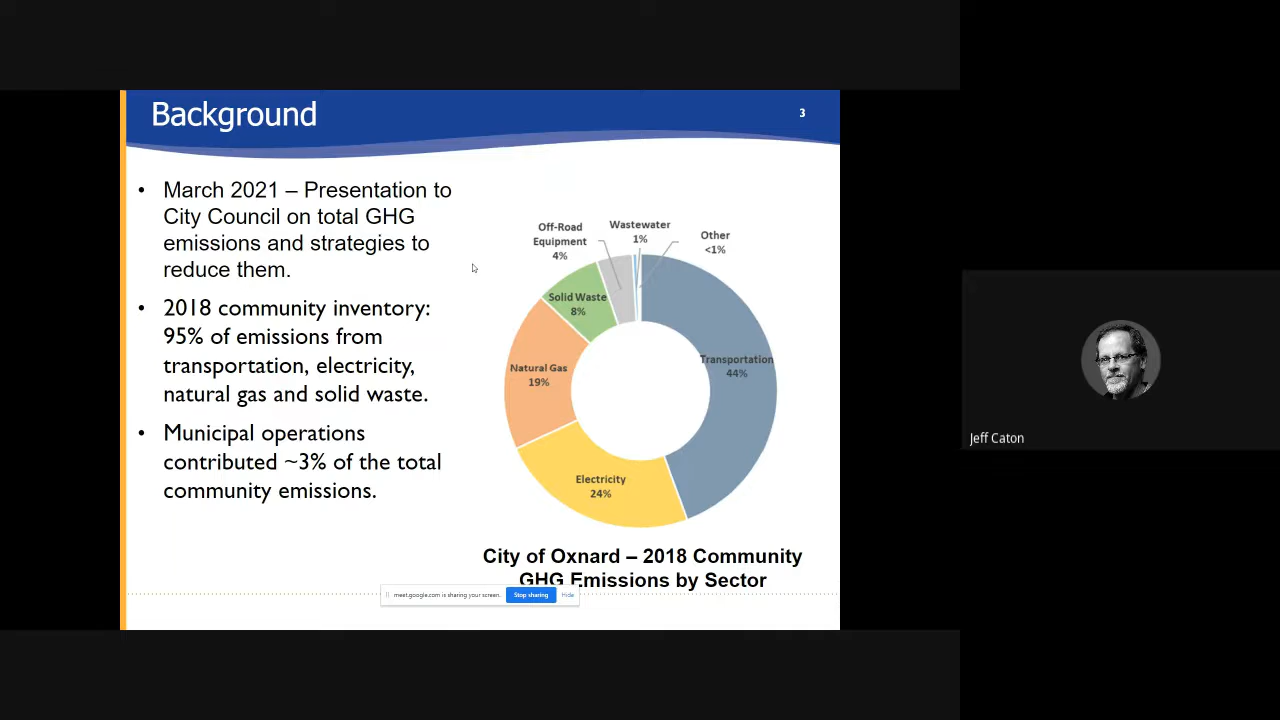 Background
3
• March 2021 – Presentation to
City Council on total GHG
emissions and strategies to
reduce them.
• 2018 community inventory:
95% of emissions from
transportation, electricity,
natural gas and solid waste.
• Municipal operations
contributed ~3% of the total
community emissions.
Off-Road
Equipment
4%
Wastewater
1%
Other
<1%
Solid Waste
8%
Transportation
44%
Natural Gas
19%
Electricity
24%
City of Oxnard – 2018 Community
GHG Emissions by Sector
meet.google.com is sharing your screen.
Stop sharing
Hide
Jeff Caton